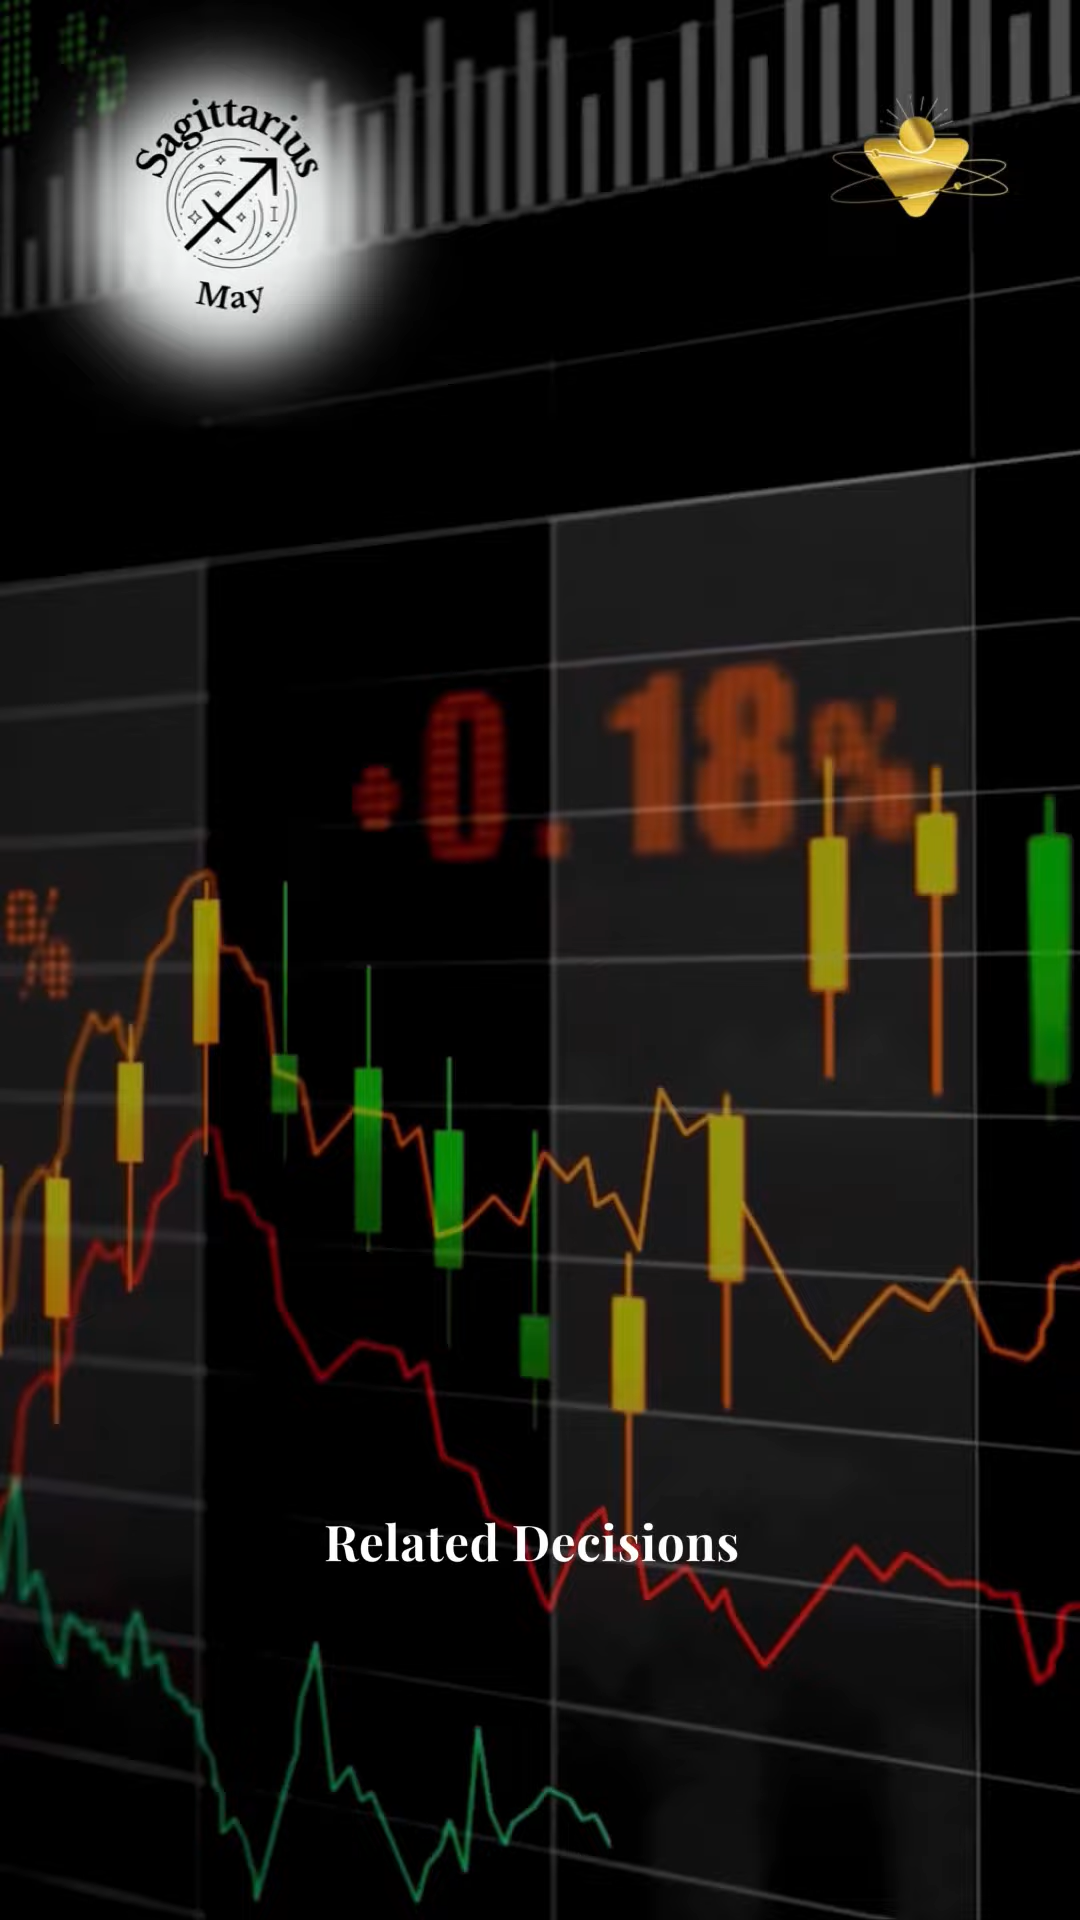 %
Sagittarius
May
+0.18%
%
Related Decisions